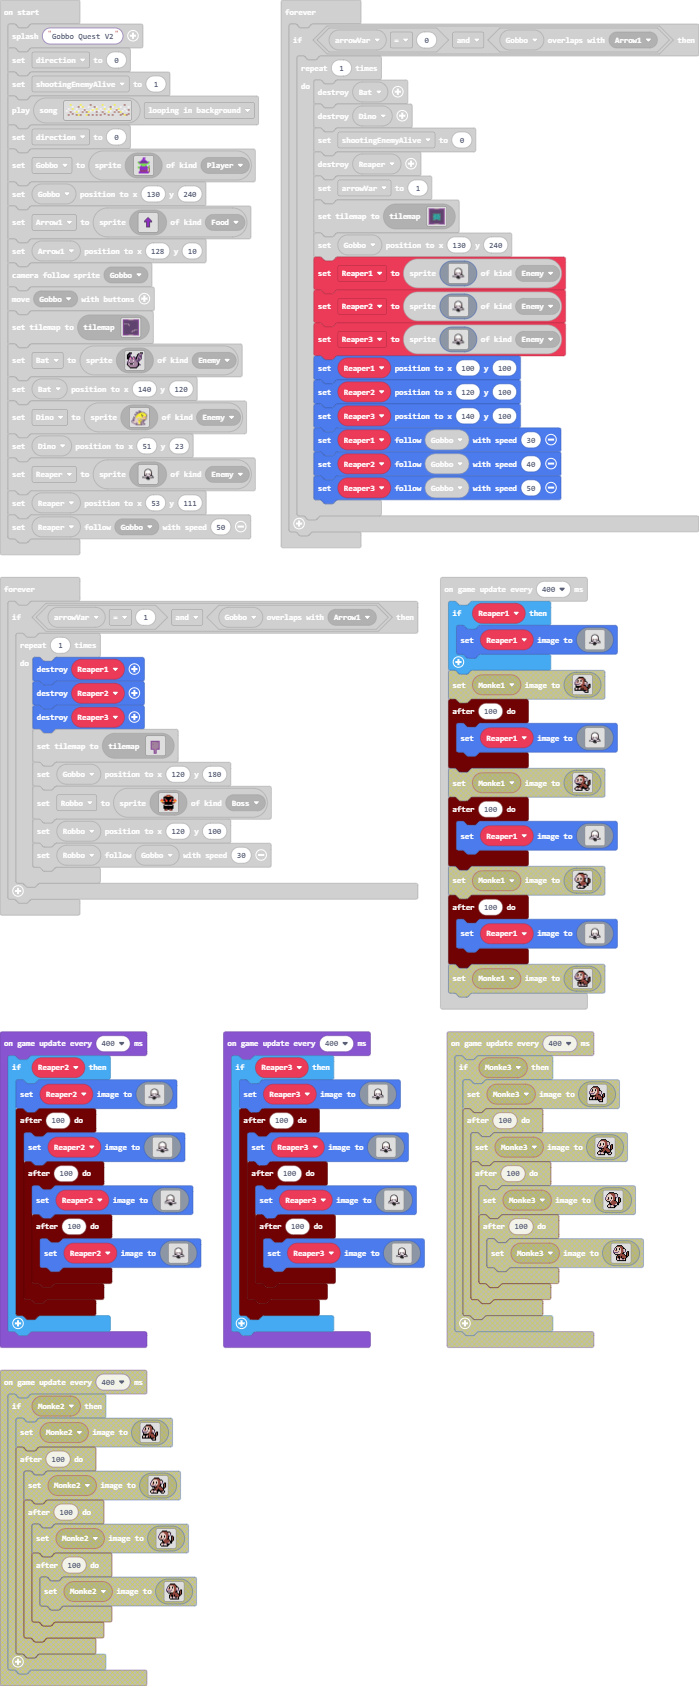 on start
splash "Gobbo Quest V2"
set direction to 0
set shootingEnemyAlive to 1
play song looping in background
set direction to 0
set Gobbo to sprite of kind Player
set Gobbo position to x 130 y 240
set Arrow1 to sprite of kind Food
set Arrow1 position to x 128 y 10
camera follow sprite Gobbo
move Gobbo with buttons
set tilemap to tilemap
set Bat to sprite of kind Enemy
set Bat position to x 140 y 120
set Dino to sprite of kind Enemy
set Dino position to x 51 y 23
set Reaper to sprite of kind Enemy
set Reaper position to x 53 y 111
set Reaper follow Gobbo with speed 50
forever
if arrowVar = 0 and Gobbo overlaps with Arrow1 then
repeat 1 times
do
destroy Bat
destroy Dino
set shootingEnemyAlive to 0
destroy Reaper
set arrowVar to 1
set tilemap to tilemap
set Gobbo position to x 130 y 240
set Reaper1 to sprite of kind Enemy
set Reaper2 to sprite of kind Enemy
set Reaper3 to sprite of kind Enemy
set Reaper1 position to x 100 y 100
set Reaper2 position to x 120 y 100
set Reaper3 position to x 140 y 100
set Reaper1 follow Gobbo with speed 30
set Reaper2 follow Gobbo with speed 40
set Reaper3 follow Gobbo with speed 50
forever
if arrowVar = 1 and Gobbo overlaps with Arrow1 then
repeat 1 times
do
destroy Reaper1
destroy Reaper2
destroy Reaper3
set tilemap to tilemap
set Gobbo position to x 120 y 180
set Robbo to sprite of kind Boss
set Robbo position to x 120 y 100
set Robbo follow Gobbo with speed 30
on game update every 400 ms
if Reaper1 then
set Reaper1 image to
set Monke1 image to
after 100 do
set Reaper1 image to
set Monke1 image to
after 100 do
set Reaper1 image to
set Monke1 image to
after 100 do
set Reaper1 image to
set Monke1 image to
on game update every 400 ms
if Reaper2 then
set Reaper2 image to
after 100 do
set Reaper2 image to
after 100 do
set Reaper2 image to
after 100 do
set Reaper2 image to
on game update every 400 ms
if Reaper3 then
set Reaper3 image to
after 100 do
set Reaper3 image to
after 100 do
set Reaper3 image to
after 100 do
set Reaper3 image to
on game update every 400 ms
if Monke3 then
set Monke3 image to
after 100 do
set Monke3 image to
after 100 do
set Monke3 image to
after 100 do
set Monke3 image to
on game update every 400 ms
if Monke2 then
set Monke2 image to
after 100 do
set Monke2 image to
after 100 do
set Monke2 image to
after 100 do
set Monke2 image to